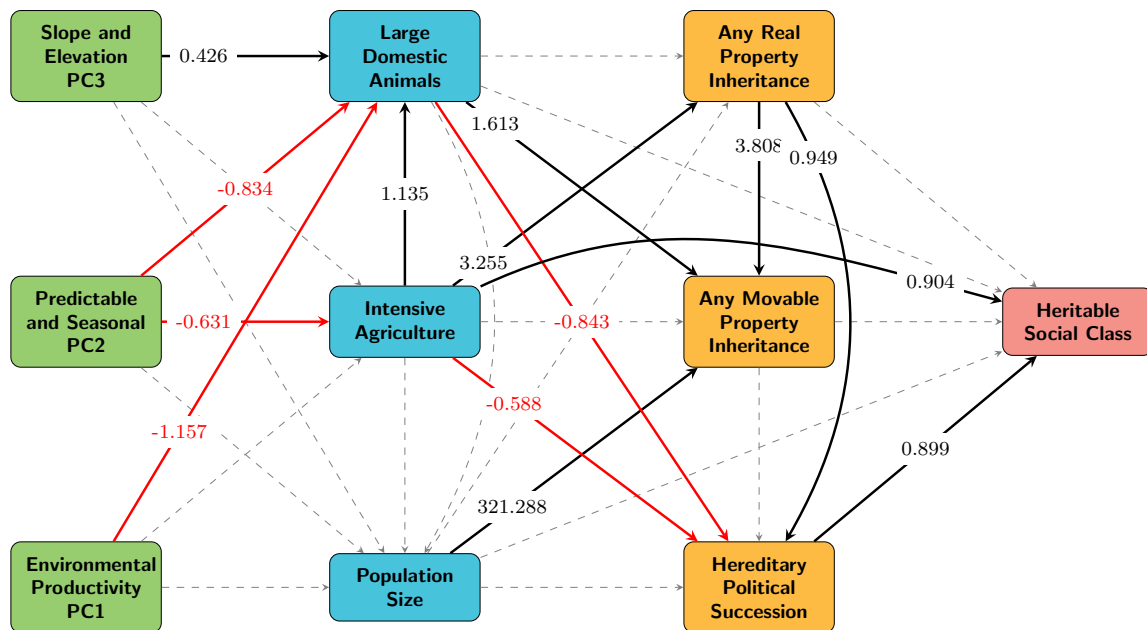 Slope and
Elevation
PC3
0.426
Large
Domestic
Animals
Any Real
Property
Inheritance
1.613
3.808
0.949
-0.834
1.135
3.255
0.904
Predictable
and Seasonal
PC2
-0.631
Intensive
Agriculture
-0.843
Any Movable
Property
Inheritance
Heritable
Social Class
-0.588
-1.157
0.899
321.288
Environmental
Productivity
PC1
Population
Size
Hereditary
Political
Succession